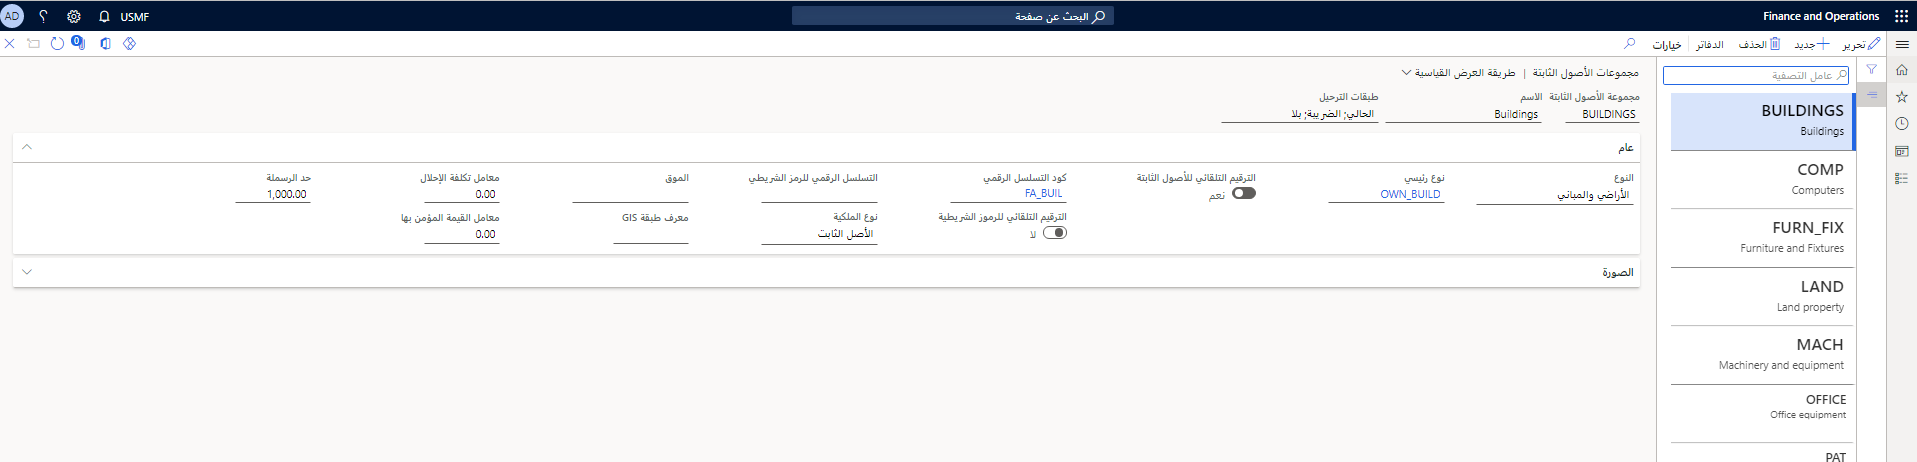 Finance and Operations
البحث عن صفحة
USMF
AD
تحرير
جديد
الحذف
الدفاتر
خيارات
0
عامل التصفية
BUILDINGS
Buildings
COMP
Computers
FURN_FIX
Furniture and Fixtures
LAND
Land property
MACH
Machinery and equipment
OFFICE
Office equipment
PAT
مجموعات الأصول الثابتة | طريقة العرض القياسية
مجموعة الأصول الثابتة
BUILDINGS
الاسم
Buildings
طبقات الترحيل
الحالي; الضريبة; بلا
عام
النوع
الأراضي والمباني
نوع رئيسي
OWN_BUILD
الترقيم التلقائي للأصول الثابتة
نعم
كود التسلسل الرقمي
FA_BUIL
الترقيم التلقائي للرموز الشريطية
لا
التسلسل الرقمي للرمز الشريطي
نوع الملكية
الأصل الثابت
الموق
معرف طبقة GIS
معامل تكلفة الإحلال
0.00
معامل القيمة المؤمن بها
0.00
حد الرسملة
1,000.00
الصورة